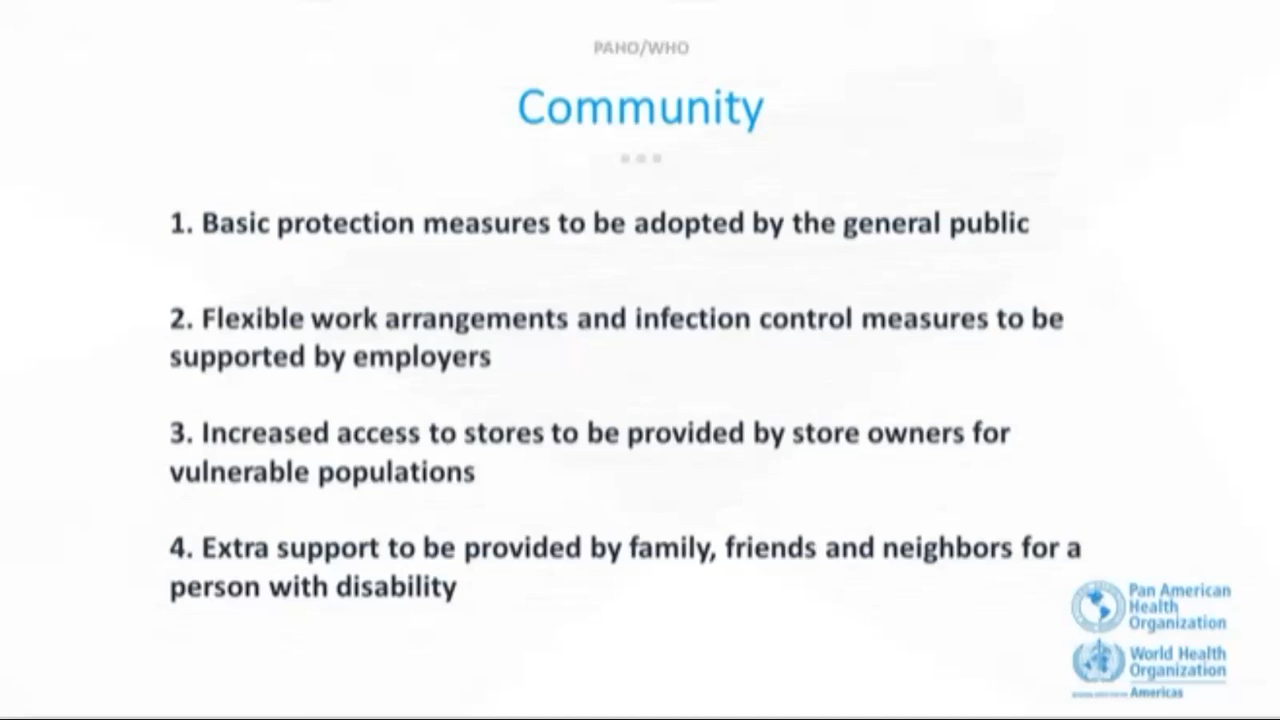 PAHO/WHO
Community
1. Basic protection measures to be adopted by the general public
2. Flexible work arrangements and infection control measures to be
supported by employers
3. Increased access to stores to be provided by store owners for
vulnerable populations
4. Extra support to be provided by family, friends and neighbors for a
person with disability
Pan American
Health
Organization
World Health
Organization
Americas